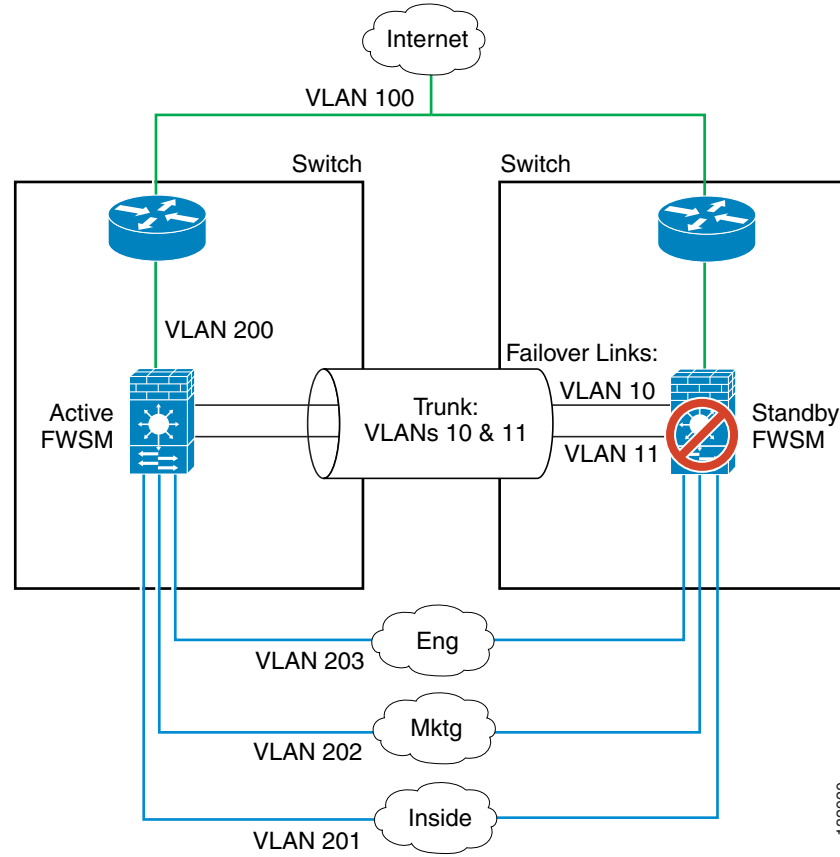 Internet
VLAN 100
Switch
Switch
VLAN 200
Failover Links:
VLAN 10
Active
FWSM
Trunk:
VLANs 10 & 11
Standby
FWSM
VLAN 11
Eng
VLAN 203
Mktg
VLAN 202
Inside
VLAN 201